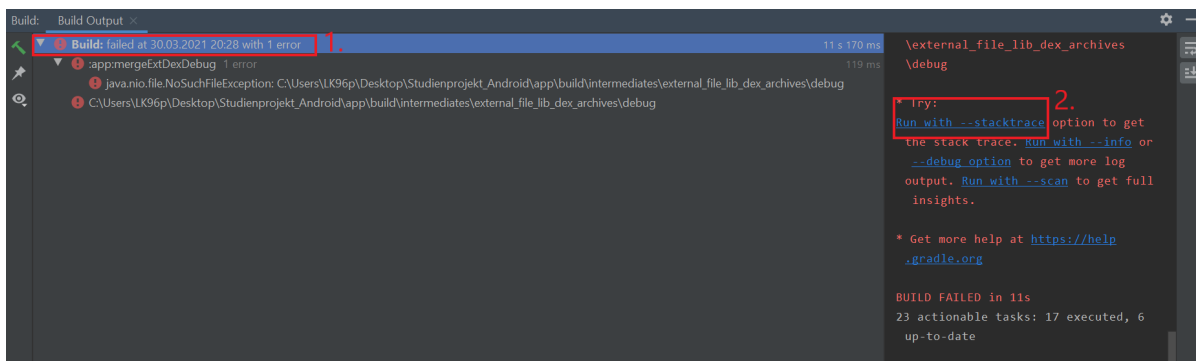 Build:
Build Output ×
Build: failed at 30.03.2021 20:28 with 1 error
1.
11 s 170 ms
:app:mergeExtDexDebug 1 error
119 ms
java.nio.file.NoSuchFileException: C:\Users\LK96p\Desktop\Studienprojekt_Android\app\build\intermediates\external_file_lib_dex_archives\debug
C:\Users\LK96p\Desktop\Studienprojekt_Android\app\build\intermediates\external_file_lib_dex_archives\debug
\external_file_lib_dex_archives
\debug
* Try:
2.
Run with --stacktrace option to get
the stack trace. Run with --info or
--debug option to get more log
output. Run with --scan to get full
insights.
* Get more help at https://help
.gradle.org
BUILD FAILED in 11s
23 actionable tasks: 17 executed, 6
up-to-date